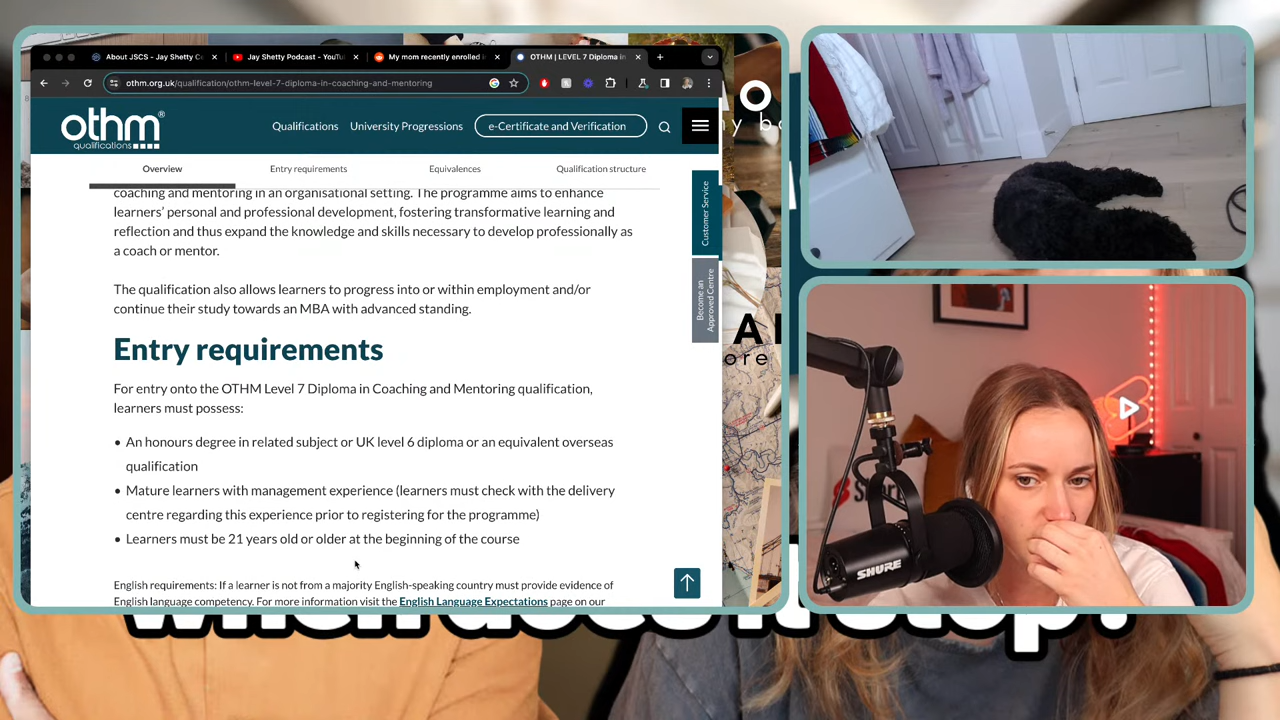 About JSCS - Jay Shetty C
Jay Shetty Podcast - YouTu
My mom recently enrolled i
OTHM | LEVEL 7 Diploma in
othm.org.uk/qualification/othm-level-7-diploma-in-coaching-and-mentoring
othm®
qualifications
Qualifications
University Progressions
e-Certificate and Verification
Overview
Entry requirements
Equivalences
Qualification structure
coaching and mentoring in an organisational setting. The programme aims to enhance
learners' personal and professional development, fostering transformative learning and
reflection and thus expand the knowledge and skills necessary to develop professionally as
a coach or mentor.
The qualification also allows learners to progress into or within employment and/or
continue their study towards an MBA with advanced standing.
Entry requirements
For entry onto the OTHM Level 7 Diploma in Coaching and Mentoring qualification,
learners must possess:
• An honours degree in related subject or UK level 6 diploma or an equivalent overseas
qualification
• Mature learners with management experience (learners must check with the delivery
centre regarding this experience prior to registering for the programme)
• Learners must be 21 years old or older at the beginning of the course
English requirements: If a learner is not from a majority English-speaking country must provide evidence of
English language competency. For more information visit the English Language Expectations page on our
Customer Service
Become an
Approved Centre
SHURE
when does it stop?